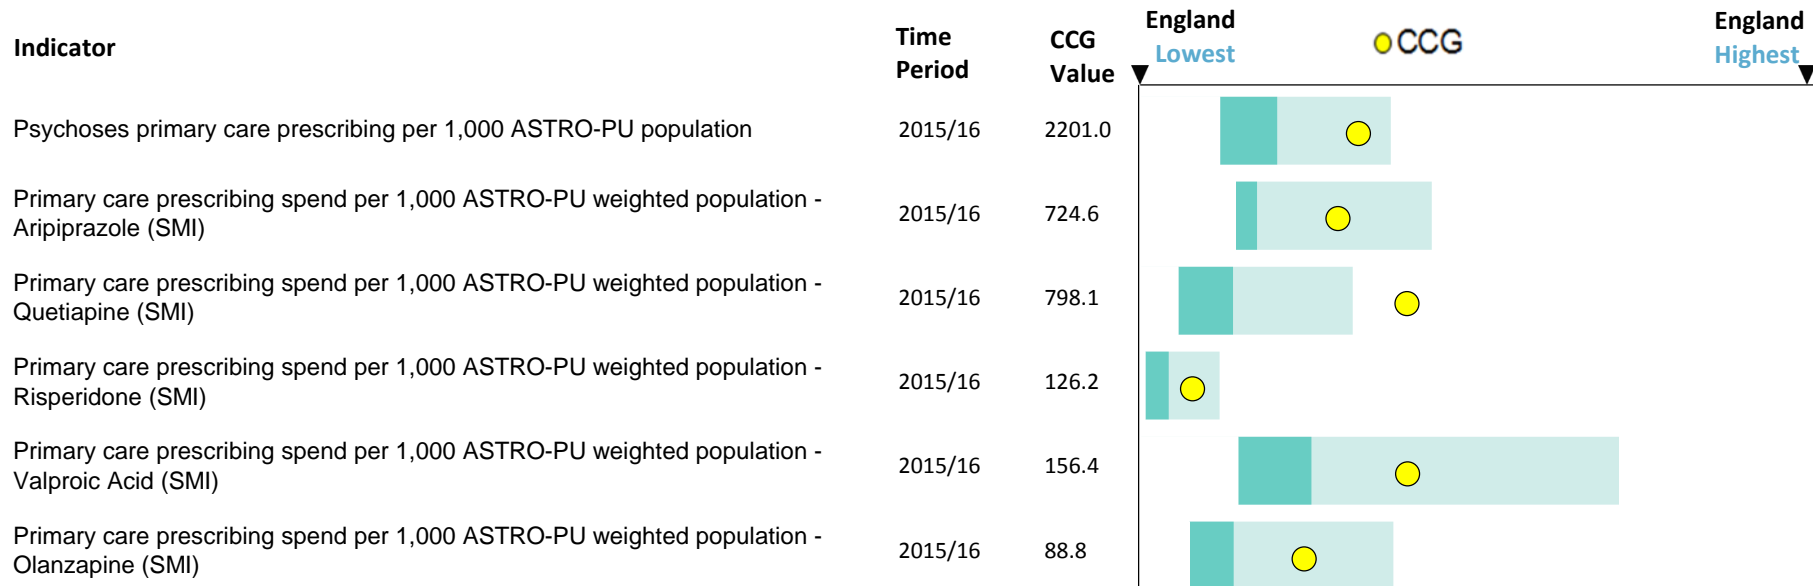 Indicator
Time
Period
CCG
Value
England
Lowest
CCG
England
Highest
Psychoses primary care prescribing per 1,000 ASTRO-PU population 2015/16 2201.0
Primary care prescribing spend per 1,000 ASTRO-PU weighted population -
Aripiprazole (SMI) 2015/16 724.6
Primary care prescribing spend per 1,000 ASTRO-PU weighted population -
Quetiapine (SMI) 2015/16 798.1
Primary care prescribing spend per 1,000 ASTRO-PU weighted population -
Risperidone (SMI) 2015/16 126.2
Primary care prescribing spend per 1,000 ASTRO-PU weighted population -
Valproic Acid (SMI) 2015/16 156.4
Primary care prescribing spend per 1,000 ASTRO-PU weighted population -
Olanzapine (SMI) 2015/16 88.8